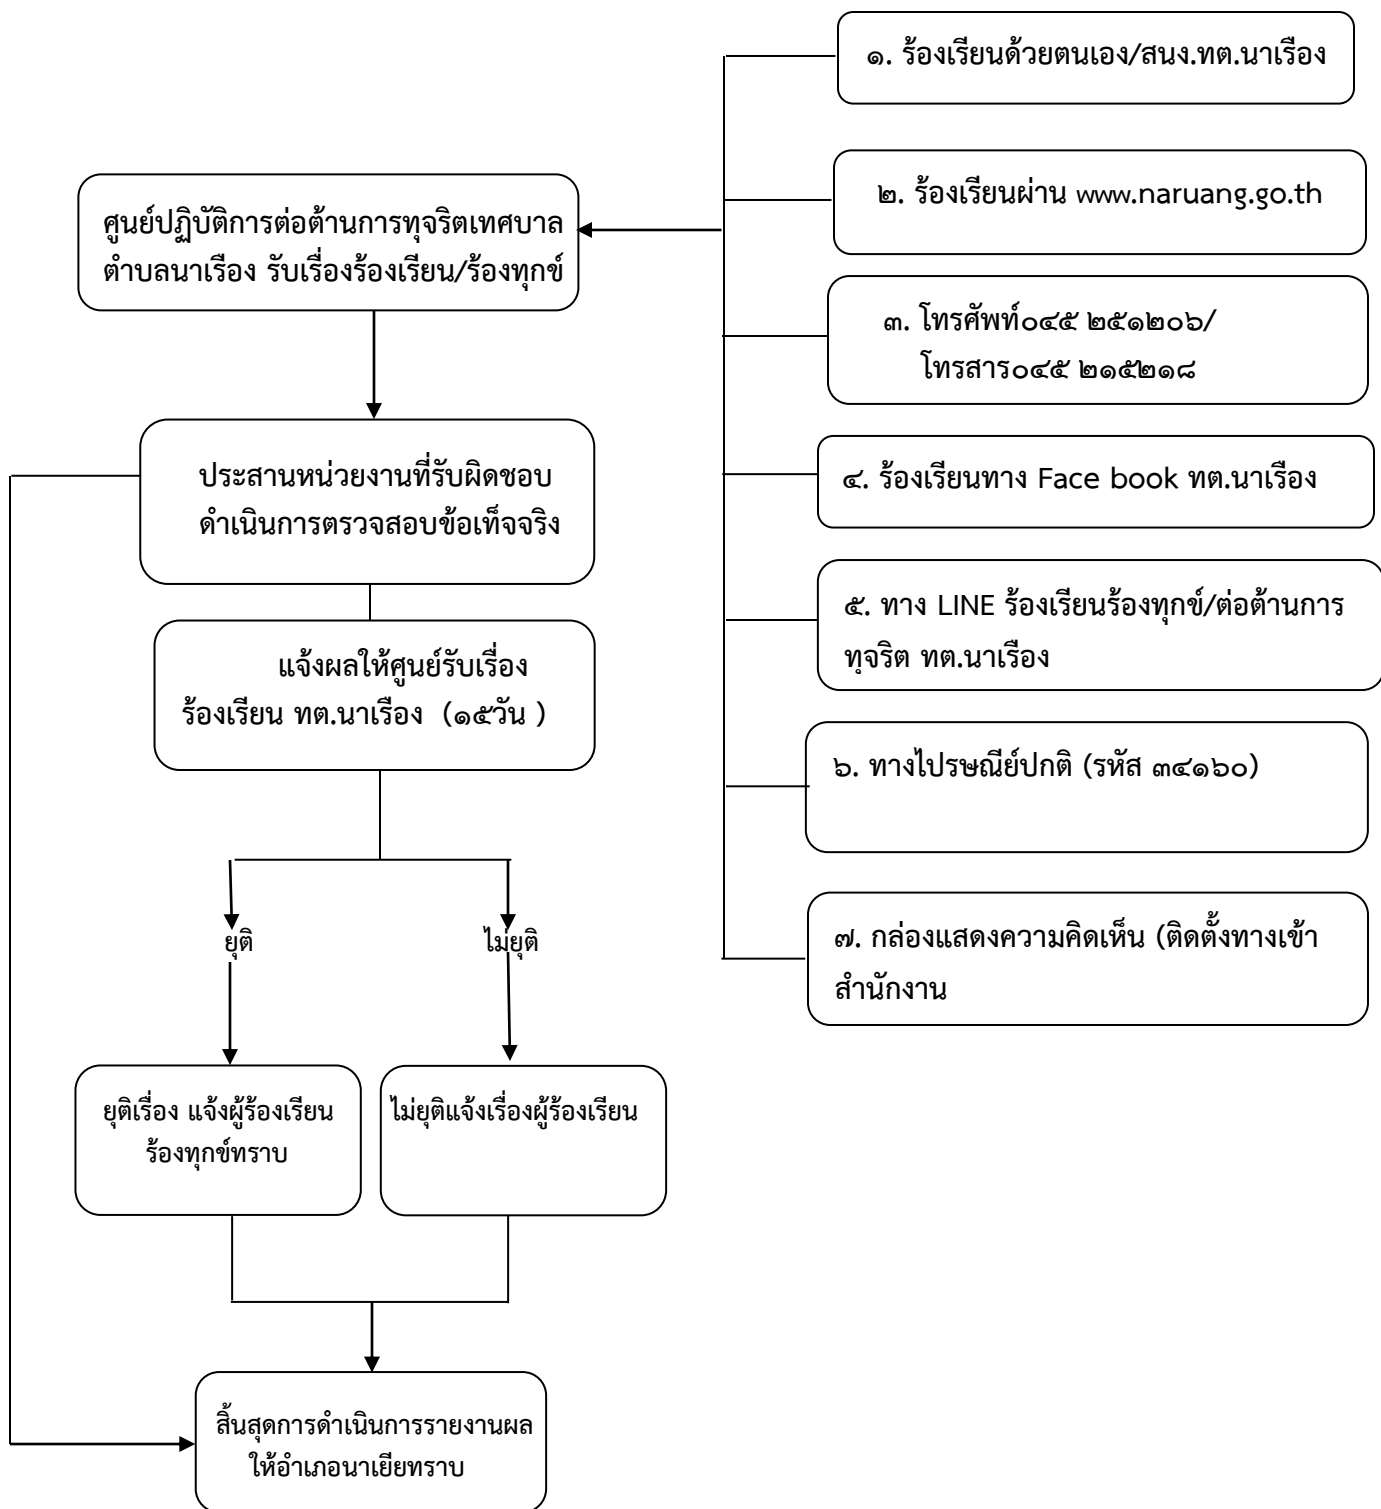 ๑. ร้องเรียนด้วยตนเอง/สนง.ทต.นาเรือง
๒. ร้องเรียนผ่าน www.naruang.go.th
ศูนย์ปฏิบัติการต่อต้านการทุจริตเทศบาล
ตำบลนาเรือง รับเรื่องร้องเรียน/ร้องทุกข์
๓. โทรศัพท์๐๔๕ ๒๕๑๒๐๖/
โทรสาร๐๔๕ ๒๑๕๒๑๘
ประสานหน่วยงานที่รับผิดชอบ
ดำเนินการตรวจสอบข้อเท็จจริง
๔. ร้องเรียนทาง Face book ทต.นาเรือง
๕. ทาง LINE ร้องเรียนร้องทุกข์/ต่อต้านการ
ทุจริต ทต.นาเรือง
แจ้งผลให้ศูนย์รับเรื่อง
ร้องเรียน ทต.นาเรือง (๑๕วัน )
๖. ทางไปรษณีย์ปกติ (รหัส ๓๔๑๖๐)
๗. กล่องแสดงความคิดเห็น (ติดตั้งทางเข้า
สำนักงาน
ยุติ
ไม่ยุติ
ยุติเรื่อง แจ้งผู้ร้องเรียน
ร้องทุกข์ทราบ
ไม่ยุติแจ้งเรื่องผู้ร้องเรียน
สิ้นสุดการดำเนินการรายงานผล
ให้อำเภอนาเยียทราบ